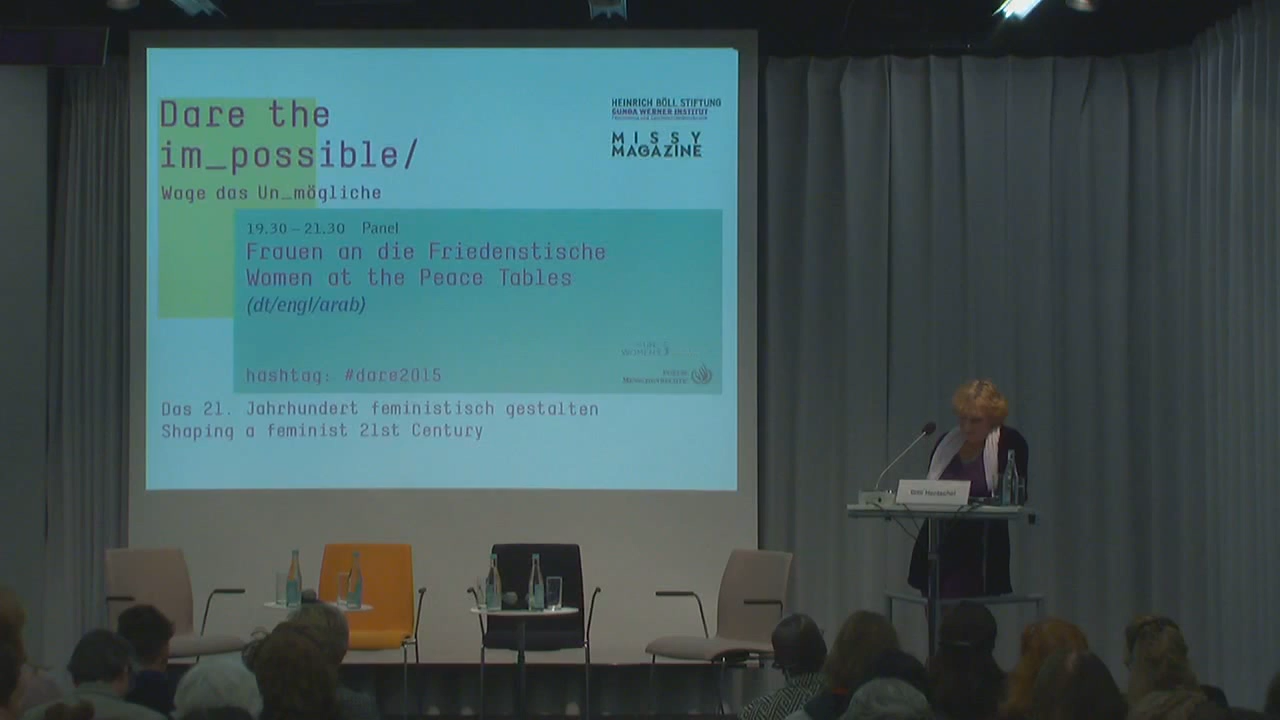 Dare the
im_possible/
Wage das Un_mögliche
HEINRICH BÖLL STIFTUNG
GUNDA WERNER INSTITUT
MISSY
MAGAZINE
19.30 – 21.30 Panel
Frauen an die Friedenstische
Women at the Peace Tables
(dt/engl/arab)
hashtag: #dare2015
Das 21. Jahrhundert feministisch gestalten
Shaping a feminist 21st Century